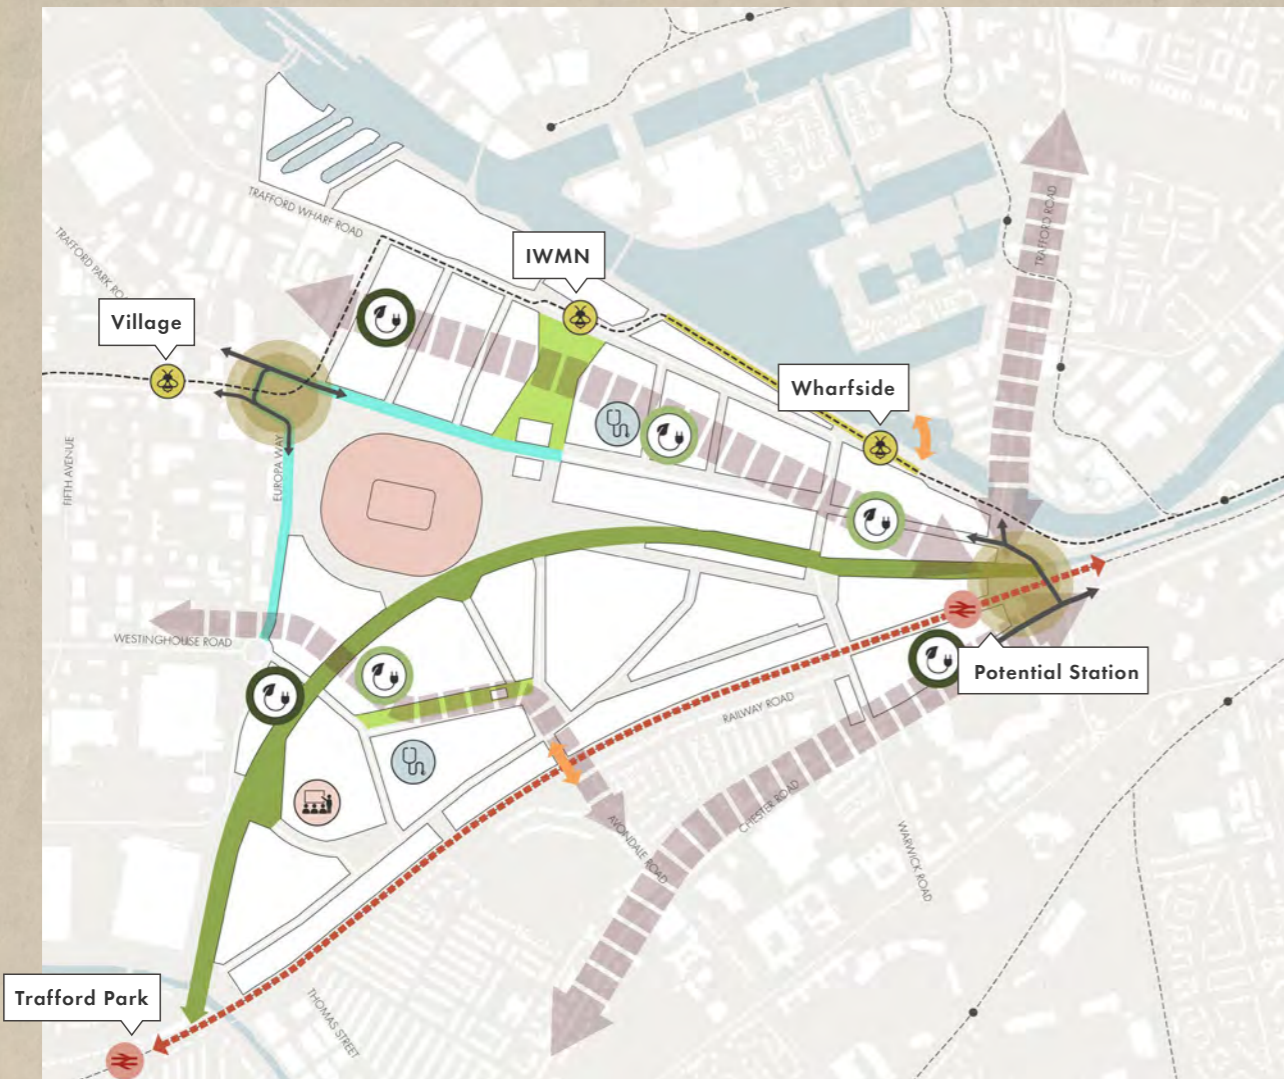 TRAFFORD ROAD
TRAFFORD WHARF ROAD
TRAFFORD PARK
IWMN
Village
Wharfside
FIFTH AVENUE
EUROPA WAY
WESTINGHOUSE ROAD
Potential Station
RAILWAY ROAD
CHESTER ROAD
AVONDALE ROAD
WARWICK ROAD
Trafford Park
THOMAS STREET